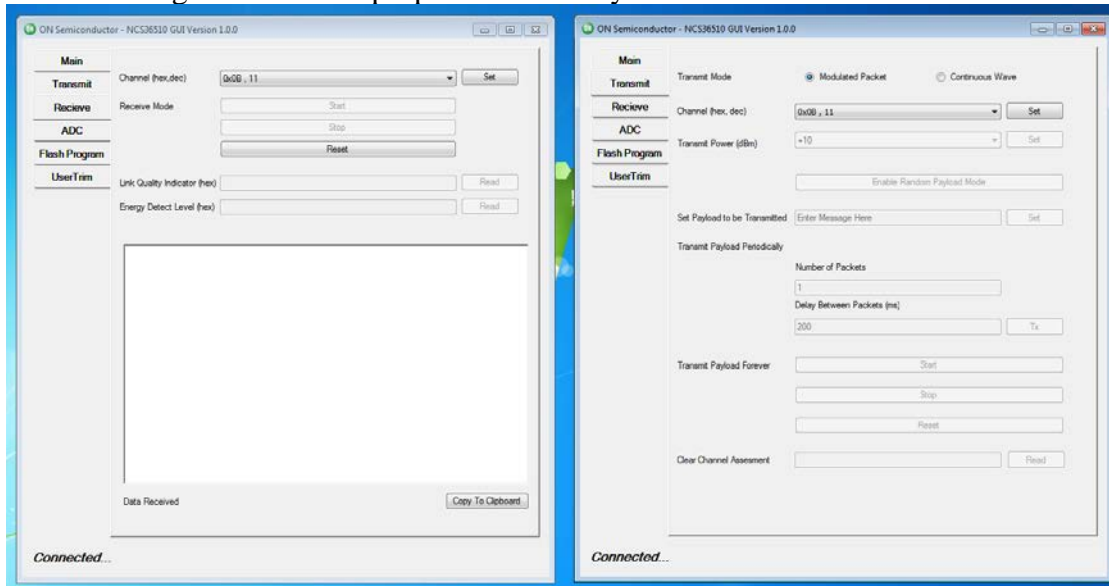 ON Semiconductor - NCS36510 GUI Version 1.0.0
Main
Transmit
Recieve
ADC
Flash Program
UserTrim
Channel (hex,dec)
0x0B , 11
Set
Receive Mode
Start
Stop
Reset
Link Quality Indicator (hex)
Read
Energy Detect Level (hex)
Read
Data Received
Copy To Clipboard
Connected...
ON Semiconductor - NCS36510 GUI Version 1.0.0
Main
Transmit
Recieve
ADC
Flash Program
UserTrim
Transmit Mode
Modulated Packet
Continuous Wave
Channel (hex, dec)
0x0B , 11
Set
Transmit Power (dBm)
+10
Set
Enable Random Payload Mode
Set Payload to be Transmitted
Enter Message Here
Set
Transmit Payload Periodically
Number of Packets
1
Delay Between Packets (ms)
200
Tx
Transmit Payload Forever
Start
Stop
Reset
Clear Channel Assesment
Read
Connected...